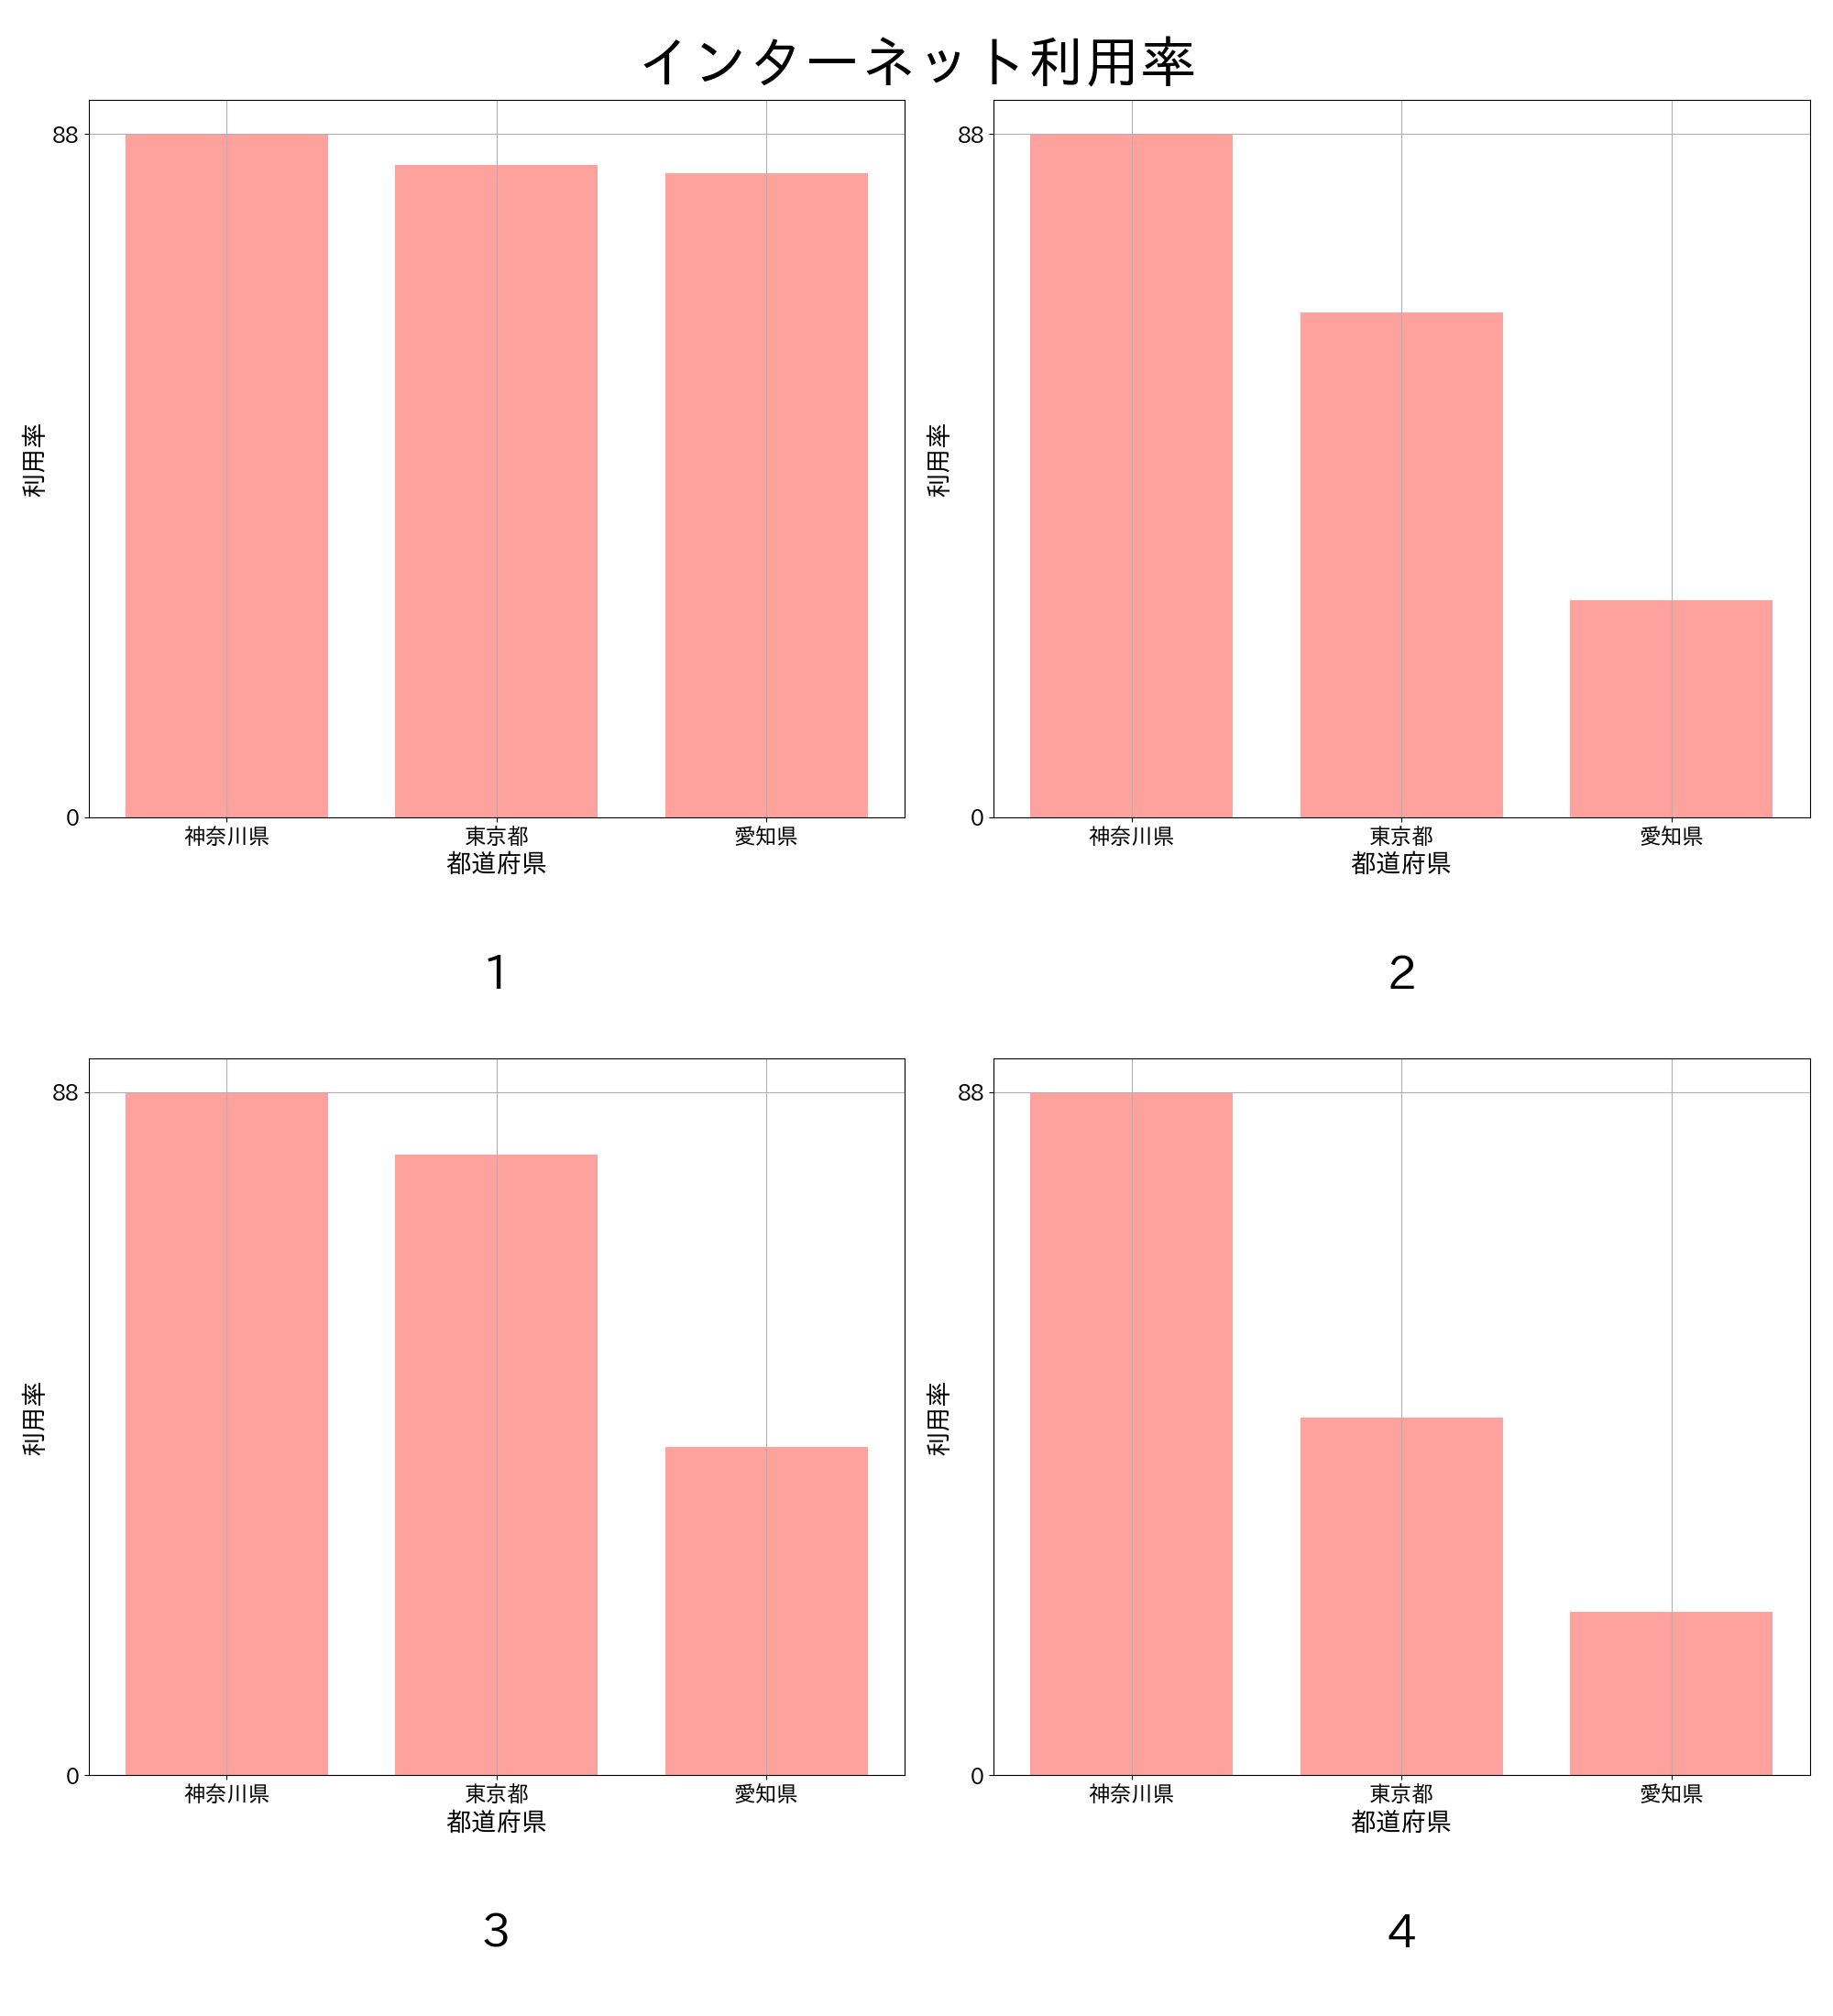 インターネット利用率
88
0
利用率
神奈川県 東京都 愛知県
都道府県
1
88
0
利用率
神奈川県 東京都 愛知県
都道府県
2
88
0
利用率
神奈川県 東京都 愛知県
都道府県
3
88
0
利用率
神奈川県 東京都 愛知県
都道府県
4